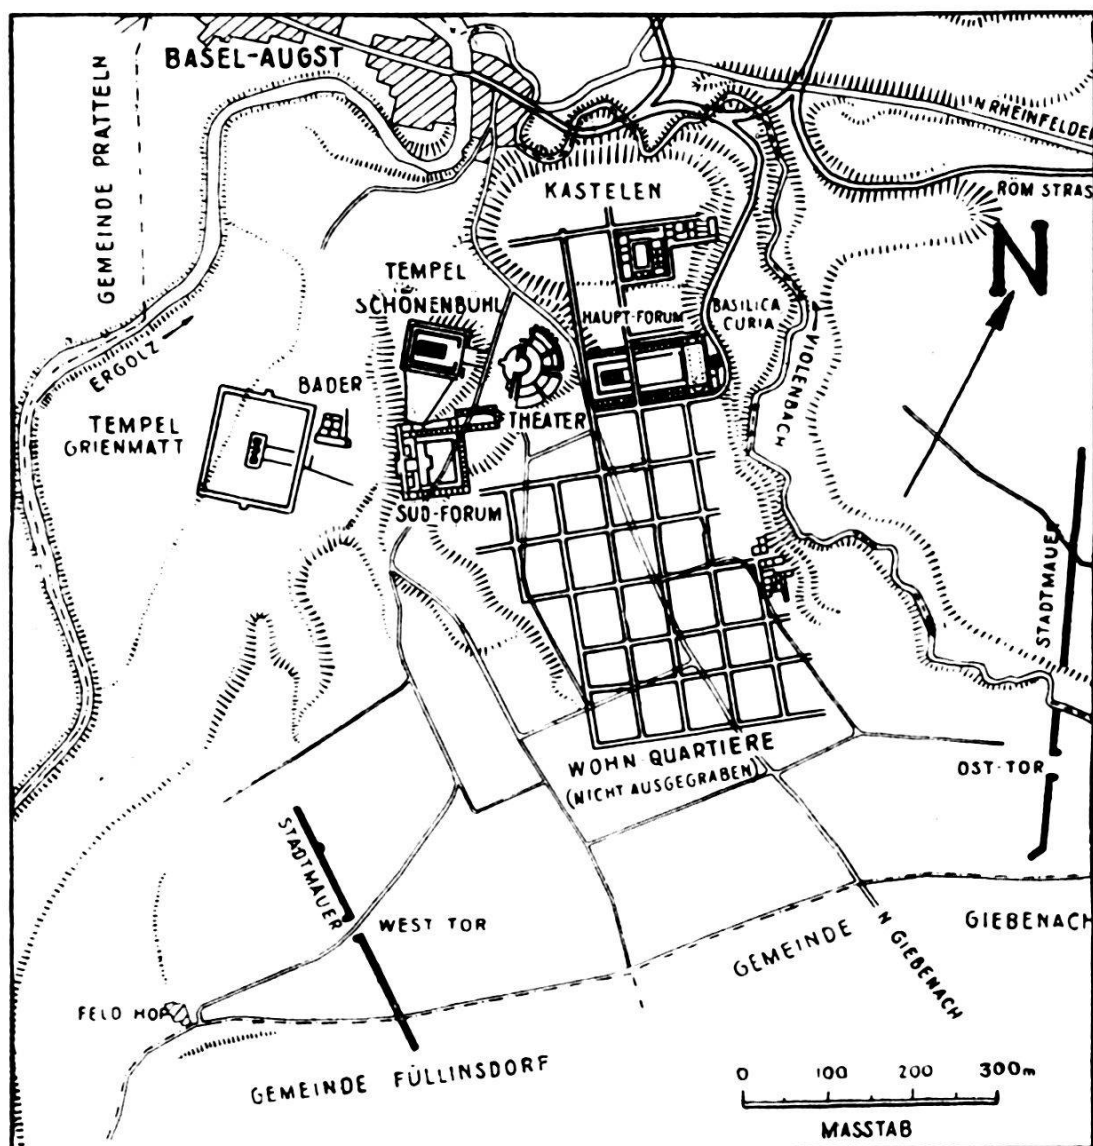 BASEL-AUGST
GEMEINDE PRATTELN
N RHEINFELDEN
KASTELEN
RÖM STRAS
N
TEMPEL
SCHÖNENBUHL
HAUPT-FORUM
BASILICA
CURIA
ERGOLZ
VIOLENBACH
BADER
TEMPEL
GRIENMATT
THEATER
SUD-FORUM
STADTMAUER
WOHN-QUARTIERE
(NICHT AUSGEGRABEN)
OST-TOR
STADTMAUER
WEST TOR
GIEBENACH
GEMEINDE
N GIEBENACH
FELD HOF
GEMEINDE FÜLLINSDORF
0 100 200 300m
MASSTAB